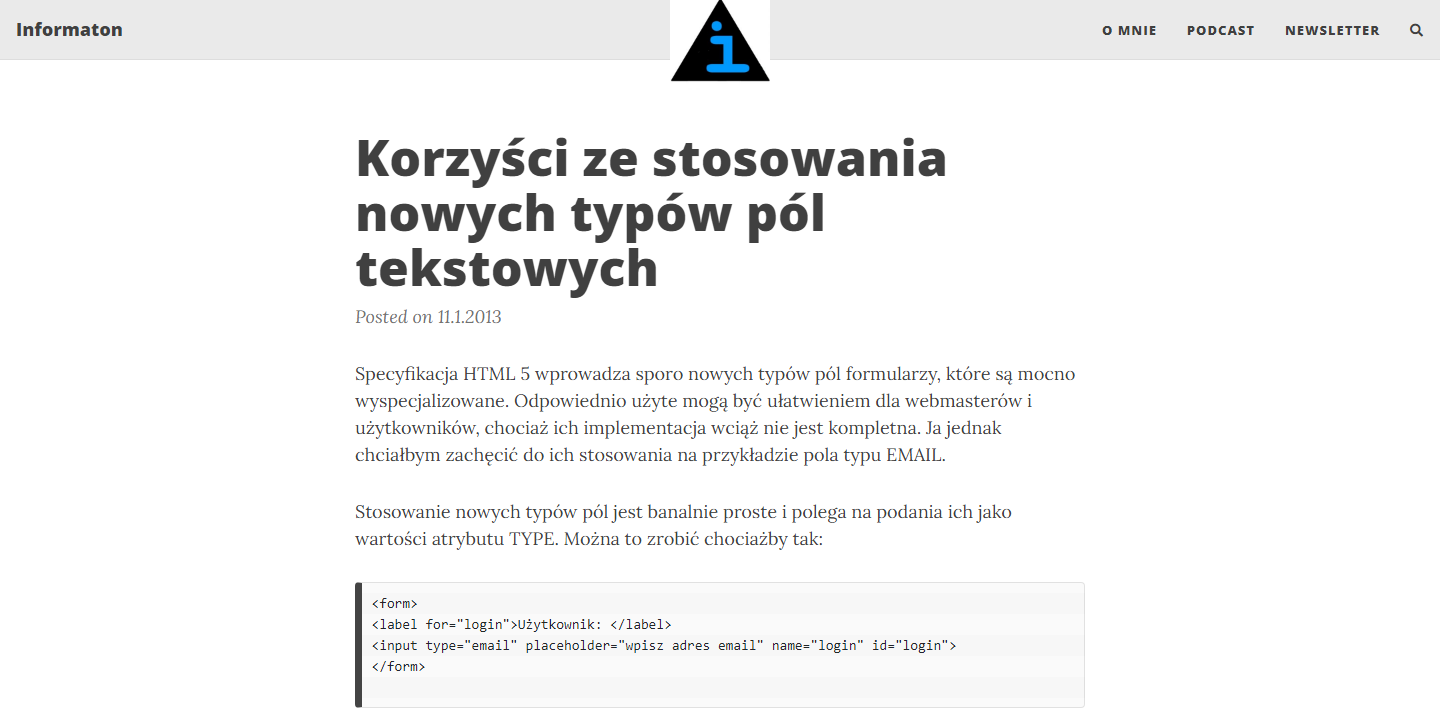 Informaton
i
O MNIE
PODCAST
NEWSLETTER
Korzyści ze stosowania
nowych typów pól
tekstowych
Posted on 11.1.2013
Specyfikacja HTML 5 wprowadza sporo nowych typów pól formularzy, które są mocno
wyspecjalizowane. Odpowiednio użyte mogą być ułatwieniem dla webmasterów i
użytkowników, chociaż ich implementacja wciąż nie jest kompletna. Ja jednak
chciałbym zachęcić do ich stosowania na przykładzie pola typu EMAIL.
Stosowanie nowych typów pól jest banalnie proste i polega na podania ich jako
wartości atrybutu TYPE. Można to zrobić chociażby tak:
<form>
<label for="login">Użytkownik: </label>
<input type="email" placeholder="wpisz adres email" name="login" id="login">
</form>